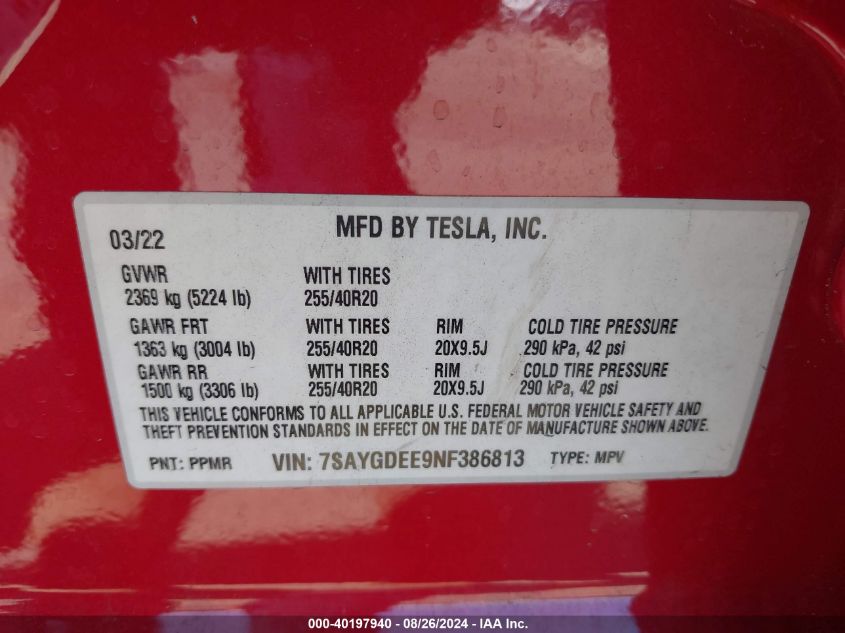 03/22 MFD BY TESLA, INC.
GVWR WITH TIRES
2369 kg (5224 lb) 255/40R20
GAWR FRT WITH TIRES RIM COLD TIRE PRESSURE
1363 kg (3004 lb) 255/40R20 20X9.5J 290 kPa, 42 psi
GAWR RR WITH TIRES RIM COLD TIRE PRESSURE
1500 kg (3306 lb) 255/40R20 20X9.5J 290 kPa, 42 psi
THIS VEHICLE CONFORMS TO ALL APPLICABLE U.S. FEDERAL MOTOR VEHICLE SAFETY AND
THEFT PREVENTION STANDARDS IN EFFECT ON THE DATE OF MANUFACTURE SHOWN ABOVE.
PNT: PPMR VIN: 7SAYGDEE9NF386813 TYPE: MPV
000-40197940 - 08/26/2024 - IAA Inc.